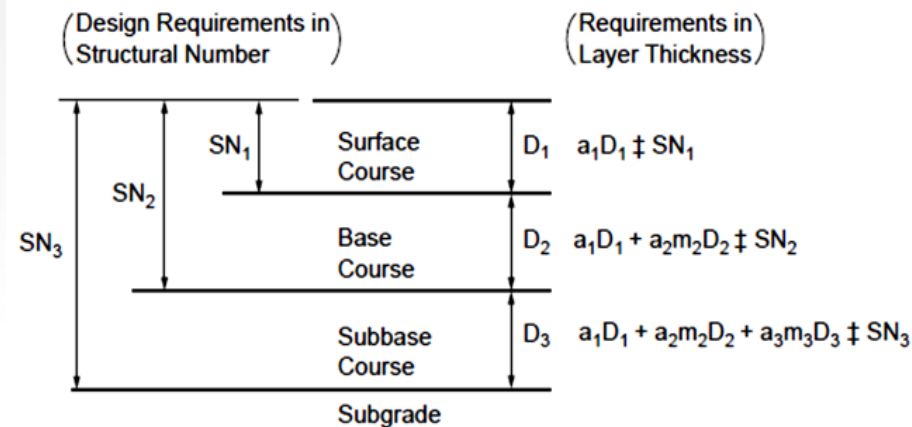 (Design Requirements in
Structural Number)
(Requirements in
Layer Thickness)
SN₁
Surface
Course
D₁ a₁D₁ ‡ SN₁
SN₂
SN₃
Base
Course
D₂ a₁D₁ + a₂m₂D₂ ‡ SN₂
Subbase
Course
D₃ a₁D₁ + a₂m₂D₂ + a₃m₃D₃ ‡ SN₃
Subgrade